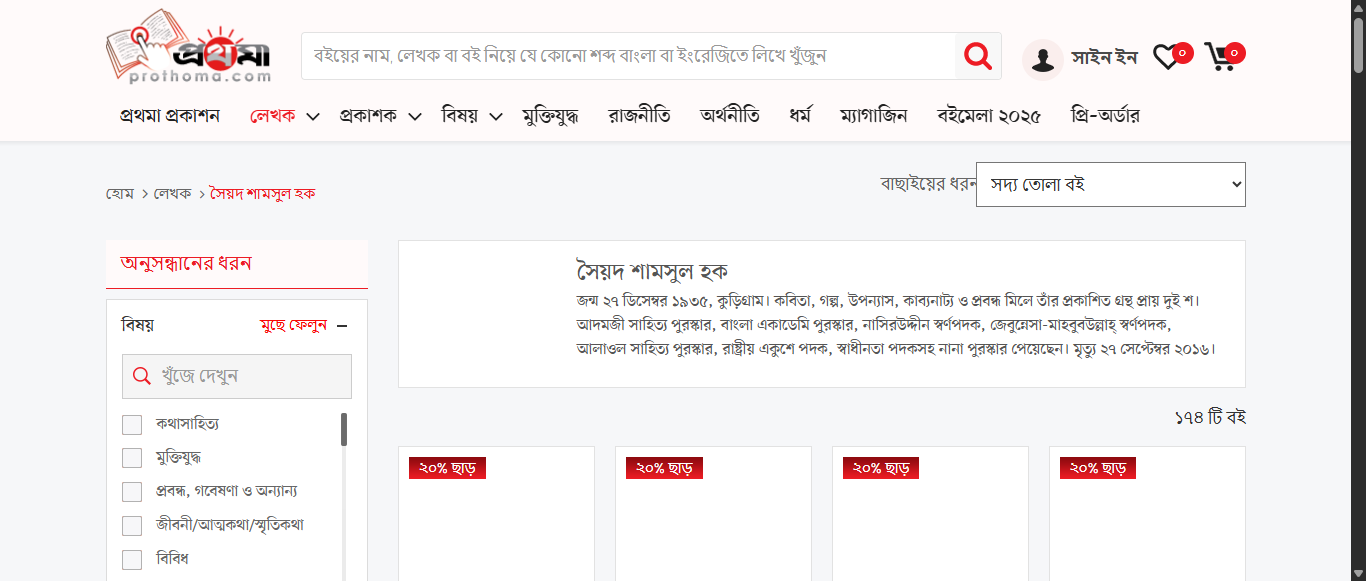 প্রথমা
prothoma.com
বইয়ের নাম, লেখক বা বই নিয়ে যে কোনো শব্দ বাংলা বা ইংরেজিতে লিখে খুঁজুন
সাইন ইন
০
০
প্রথমা প্রকাশন লেখক প্রকাশক বিষয় মুক্তিযুদ্ধ রাজনীতি অর্থনীতি ধর্ম ম্যাগাজিন বইমেলা ২০২৫ প্রি-অর্ডার
হোম > লেখক > সৈয়দ শামসুল হক
বাছাইয়ের ধরন
সদ্য তোলা বই
অনুসন্ধানের ধরন
বিষয়
মুছে ফেলুন
খুঁজে দেখুন
কথাসাহিত্য
মুক্তিযুদ্ধ
প্রবন্ধ, গবেষণা ও অন্যান্য
জীবনী/আত্মকথা/স্মৃতিকথা
বিবিধ
সৈয়দ শামসুল হক
জন্ম ২৭ ডিসেম্বর ১৯৩৫, কুড়িগ্রাম। কবিতা, গল্প, উপন্যাস, কাব্যনাট্য ও প্রবন্ধ মিলে তাঁর প্রকাশিত গ্রন্থ প্রায় দুই শ।
আদমজী সাহিত্য পুরস্কার, বাংলা একাডেমি পুরস্কার, নাসিরউদ্দীন স্বর্ণপদক, জেবুন্নেসা-মাহবুবউল্লাহ্ স্বর্ণপদক,
আলাওল সাহিত্য পুরস্কার, রাষ্ট্রীয় একুশে পদক, স্বাধীনতা পদকসহ নানা পুরস্কার পেয়েছেন। মৃত্যু ২৭ সেপ্টেম্বর ২০১৬।
১৭৪ টি বই
২০% ছাড়
২০% ছাড়
২০% ছাড়
২০% ছাড়